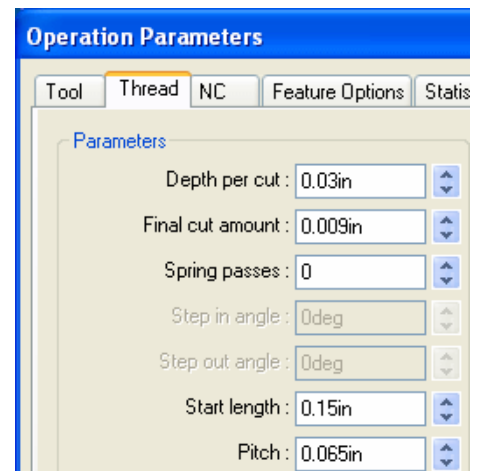 Operation Parameters
Tool Thread NC Feature Options Statis
Parameters
Depth per cut : 0.03in
Final cut amount : 0.009in
Spring passes : 0
Step in angle : 0deg
Step out angle : 0deg
Start length : 0.15in
Pitch : 0.065in